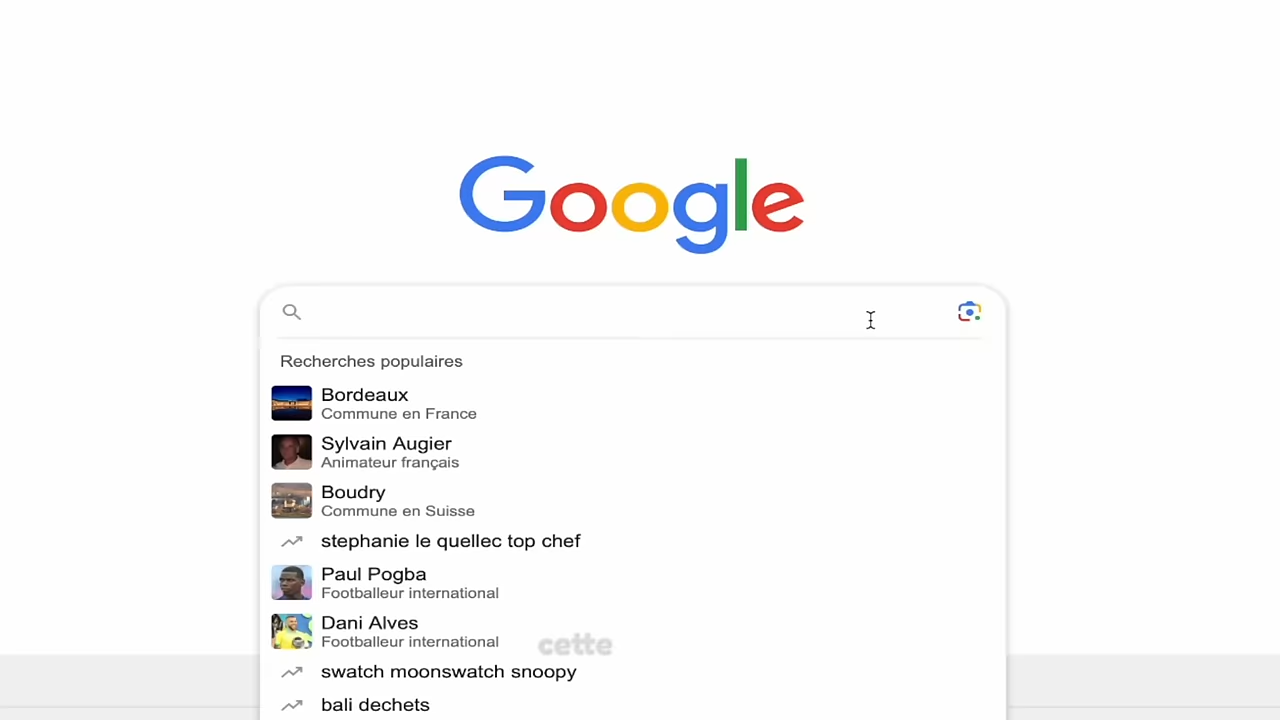 Google
Recherches populaires
Bordeaux
Commune en France
Sylvain Augier
Animateur français
Boudry
Commune en Suisse
stephanie le quellec top chef
Paul Pogba
Footballeur international
Dani Alves
Footballeur international
cette
swatch moonswatch snoopy
bali dechets